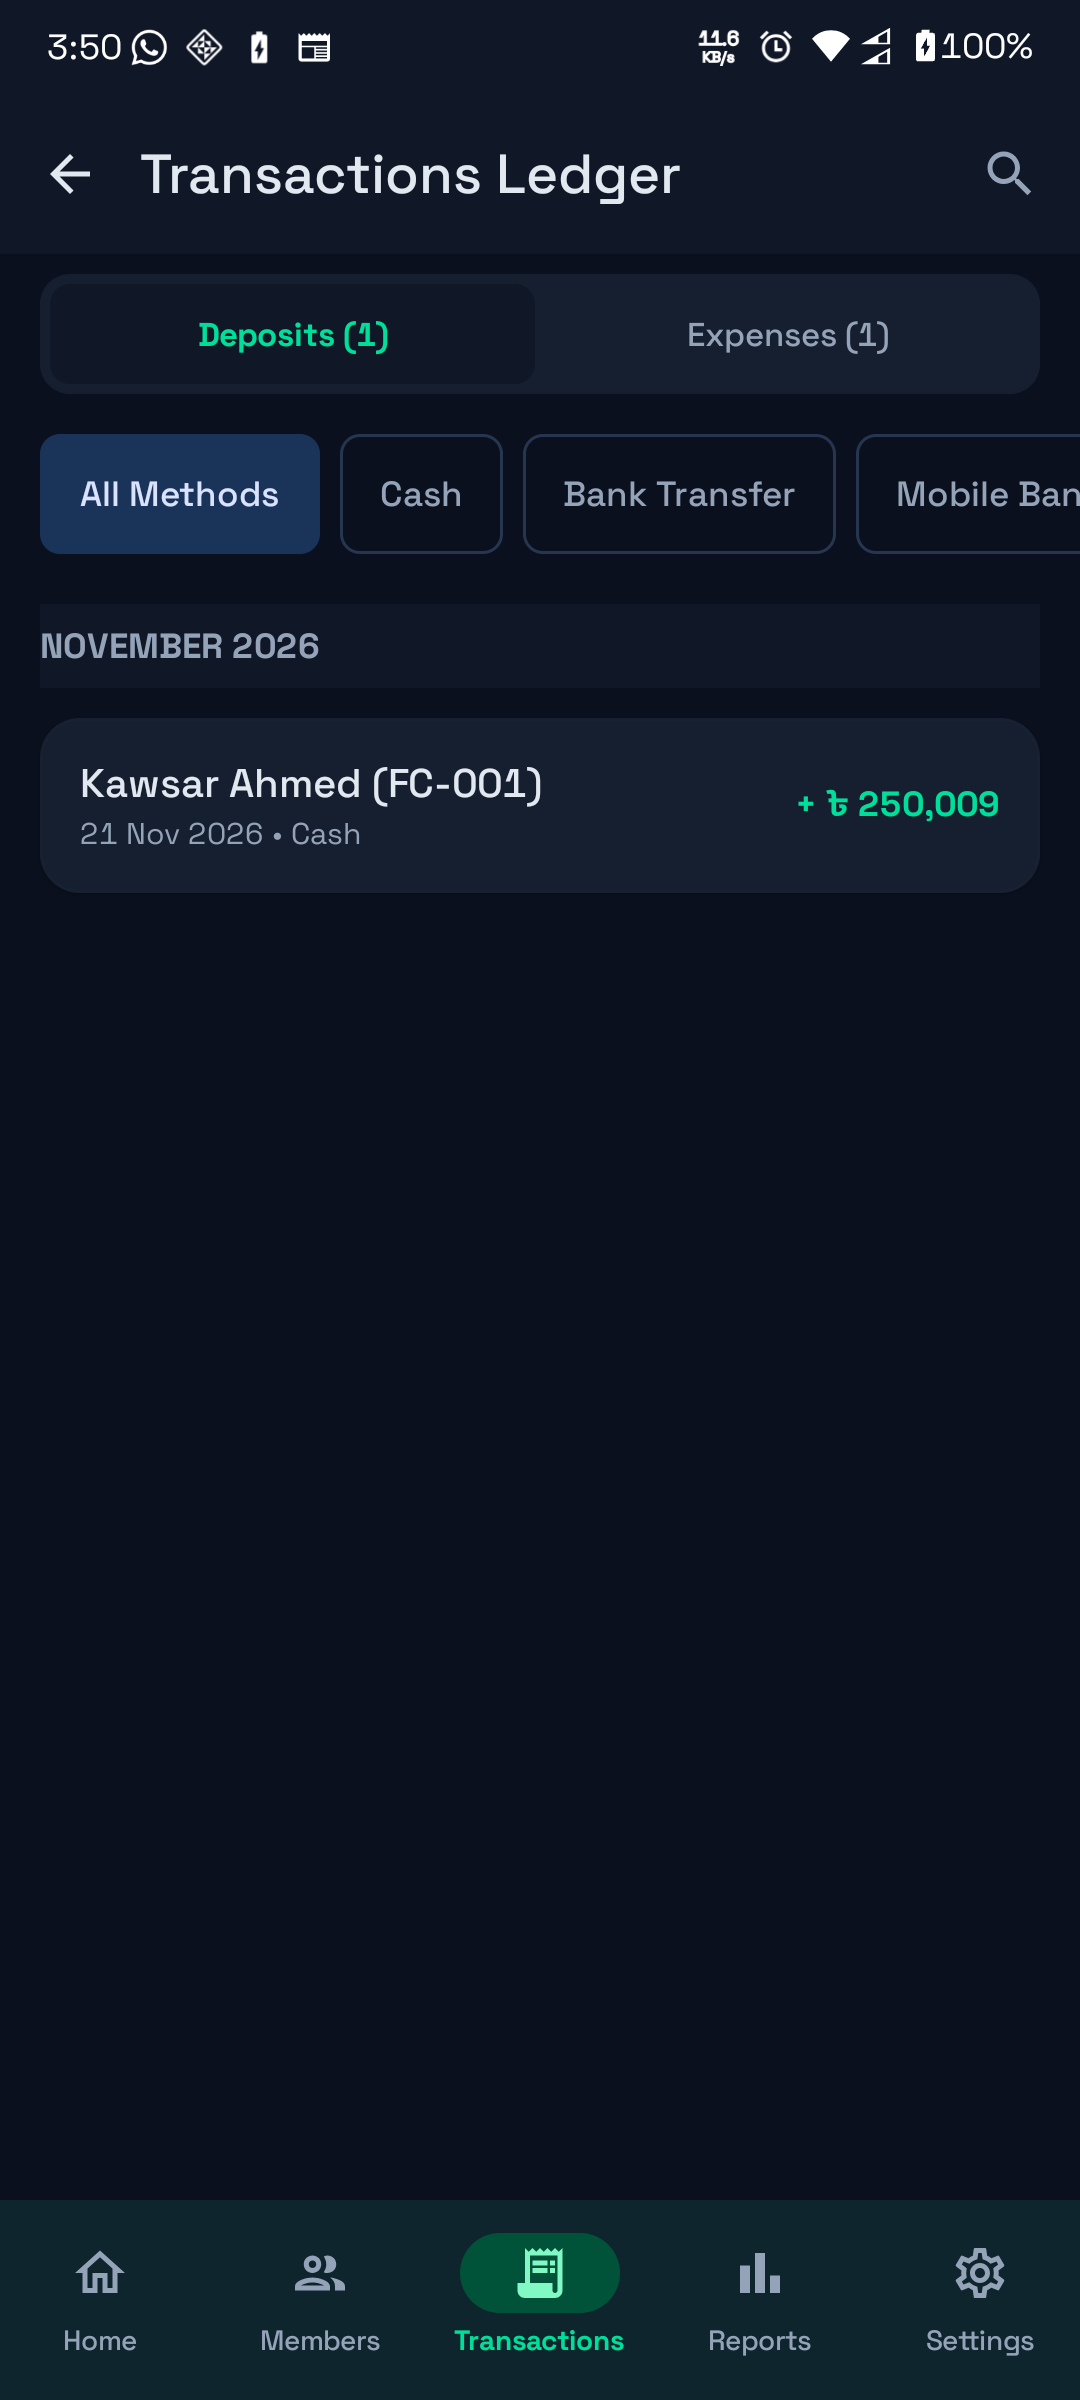 3:50
11.6
KB/s
100%
Transactions Ledger
Deposits (1)
Expenses (1)
All Methods
Cash
Bank Transfer
Mobile Ban
NOVEMBER 2026
Kawsar Ahmed (FC-001)
21 Nov 2026 • Cash
+ ৳ 250,009
Home
Members
Transactions
Reports
Settings